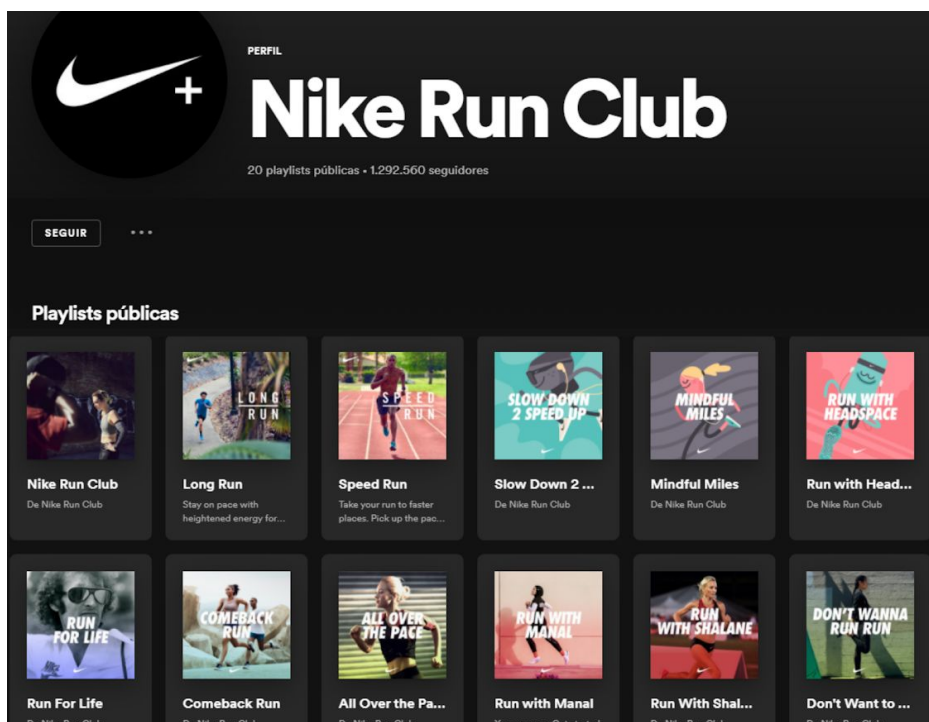 PERFIL
Nike Run Club
20 playlists públicas • 1.292.560 seguidores
SEGUIR
Playlists públicas
LONG
RUN
SPEED
RUN
SLOW DOWN
2 SPEED UP
MINDFUL
MILES
RUN WITH
HEADSPACE
Nike Run Club
De Nike Run Club
Long Run
Stay on pace with
heightened energy for...
Speed Run
Take your run to faster
places. Pick up the pac...
Slow Down 2 ...
De Nike Run Club
Mindful Miles
De Nike Run Club
Run with Head...
De Nike Run Club
RUN
FOR LIFE
COMEBACK
RUN
ALL OVER
THE PACE
RUN WITH
MANAL
RUN
WITH SHALANE
DON'T WANNA
RUN RUN
Run For Life
Comeback Run
All Over the Pa...
Run with Manal
Run With Shal...
Don't Want to ...